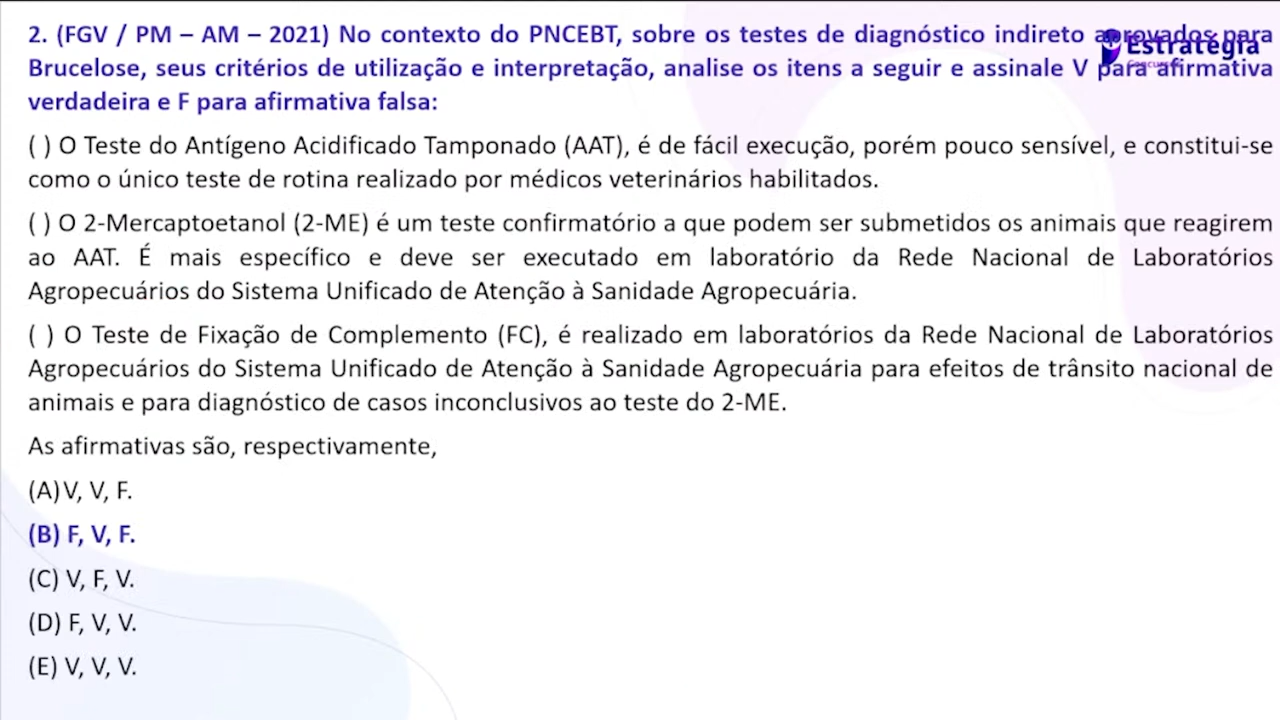 2. (FGV / PM – AM – 2021) No contexto do PNCEBT, sobre os testes de diagnóstico indireto aprovados para
Estratégia
Concursos
Brucelose, seus critérios de utilização e interpretação, analise os itens a seguir e assinale V para afirmativa
verdadeira e F para afirmativa falsa:
( ) O Teste do Antígeno Acidificado Tamponado (AAT), é de fácil execução, porém pouco sensível, e constitui-se
como o único teste de rotina realizado por médicos veterinários habilitados.
( ) O 2-Mercaptoetanol (2-ME) é um teste confirmatório a que podem ser submetidos os animais que reagirem
ao AAT. É mais específico e deve ser executado em laboratório da Rede Nacional de Laboratórios
Agropecuários do Sistema Unificado de Atenção à Sanidade Agropecuária.
( ) O Teste de Fixação de Complemento (FC), é realizado em laboratórios da Rede Nacional de Laboratórios
Agropecuários do Sistema Unificado de Atenção à Sanidade Agropecuária para efeitos de trânsito nacional de
animais e para diagnóstico de casos inconclusivos ao teste do 2-ME.
As afirmativas são, respectivamente,
(A) V, V, F.
(B) F, V, F.
(C) V, F, V.
(D) F, V, V.
(E) V, V, V.